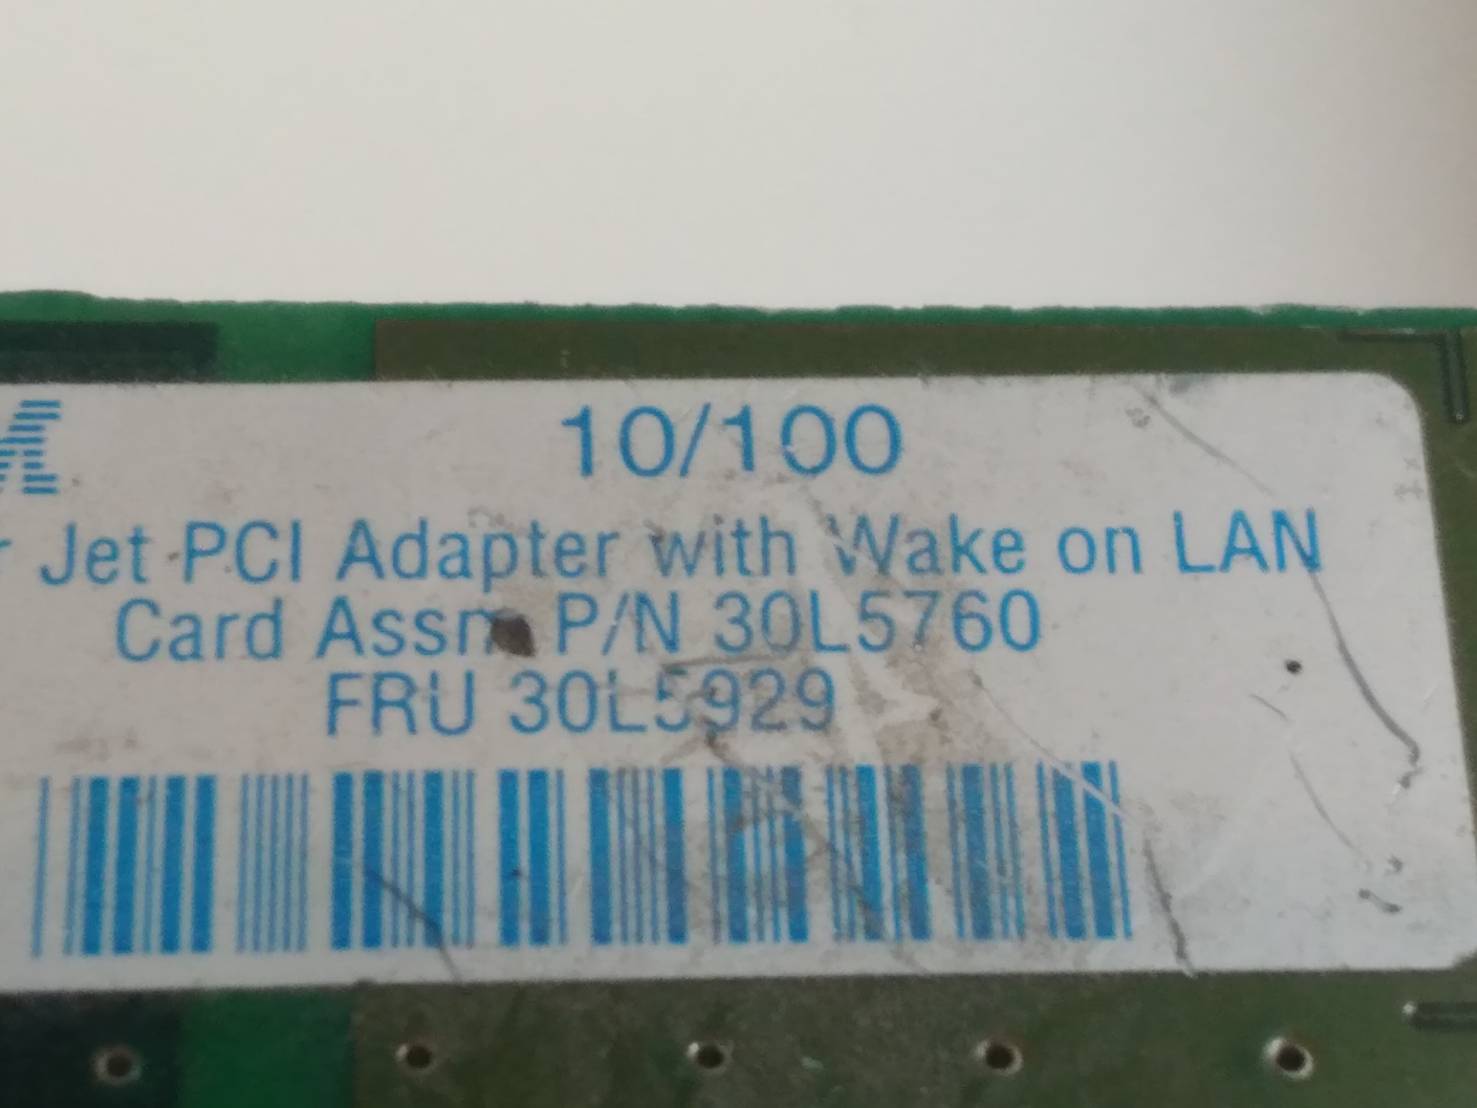 10/100
r Jet PCI Adapter with Wake on LAN
Card Assm P/N 30L5760
FRU 30L5929